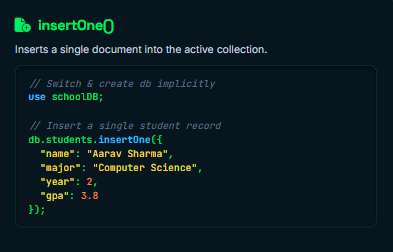 insertOne()
Inserts a single document into the active collection.
// Switch & create db implicitly
use schoolDB;
// Insert a single student record
db.students.insertOne({
  "name": "Aarav Sharma",
  "major": "Computer Science",
  "year": 2,
  "gpa": 3.8
});